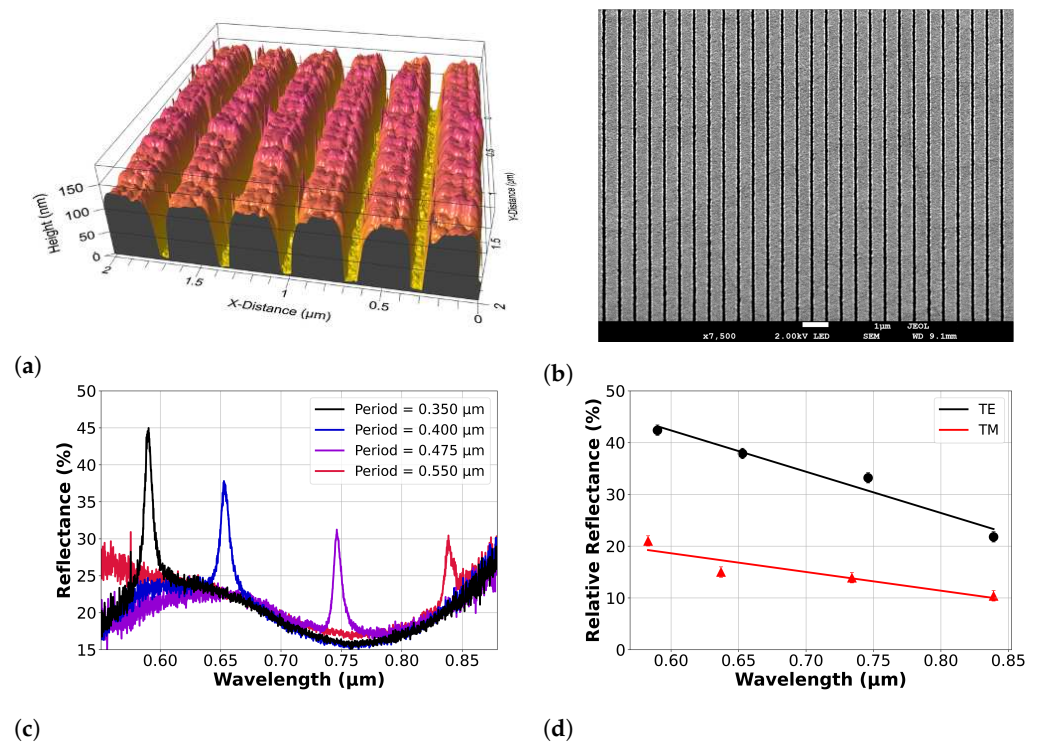 150
100
50
0
Height (nm)
2
1.5
1
0.5
0
X-Distance (µm)
0.5
1
1.5
2
Y-Distance (µm)
x7,500 2.00kV LED SEM 1µm JEOL WD 9.1mm
(a)
(b)
50
45
40
35
30
25
20
15
Reflectance (%)
Period = 0.350 µm
Period = 0.400 µm
Period = 0.475 µm
Period = 0.550 µm
0.60 0.65 0.70 0.75 0.80 0.85
Wavelength (µm)
50
40
30
20
10
0
Relative Reflectance (%)
TE
TM
0.60 0.65 0.70 0.75 0.80 0.85
Wavelength (µm)
(c)
(d)